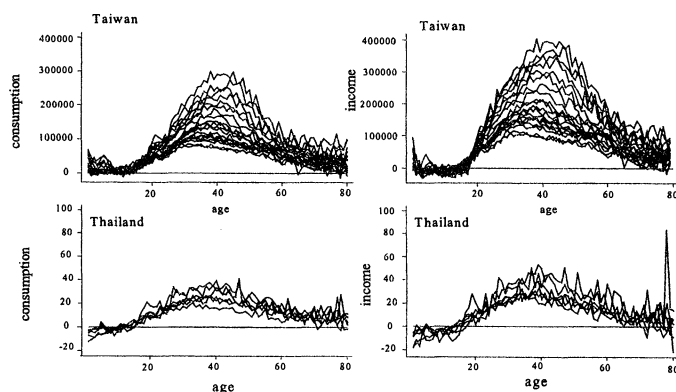 Taiwan
400000
300000
200000
100000
0
consumption
20 40 60 80
age
Taiwan
400000
300000
200000
100000
0
income
20 40 60 80
age
Thailand
100
80
60
40
20
0
-20
consumption
20 40 60 80
age
Thailand
100
80
60
40
20
0
-20
income
20 40 60 80
age